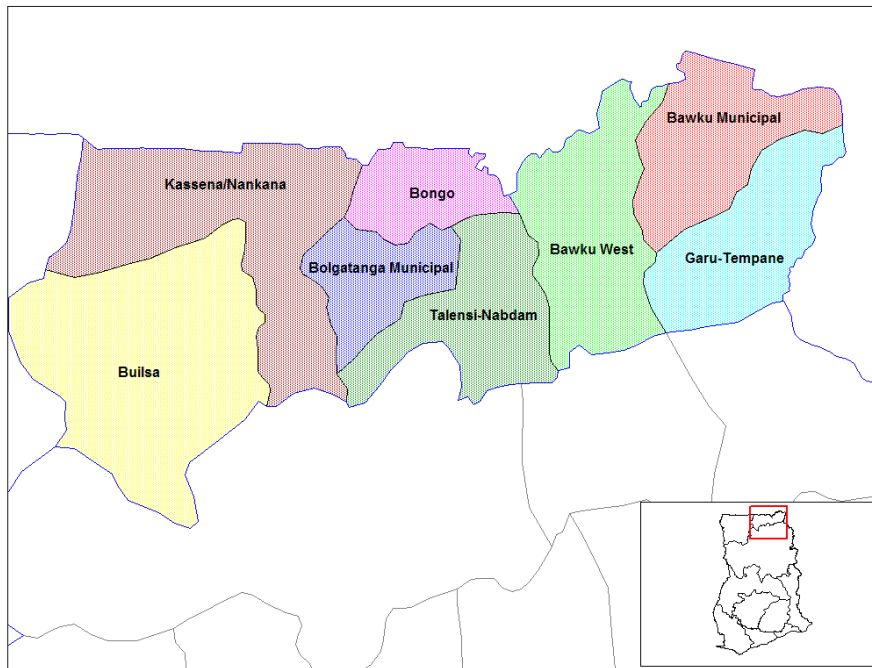 Bawku Municipal
Kassena/Nankana
Bongo
Bawku West
Garu-Tempane
Bolgatanga Municipal
Talensi-Nabdam
Builsa